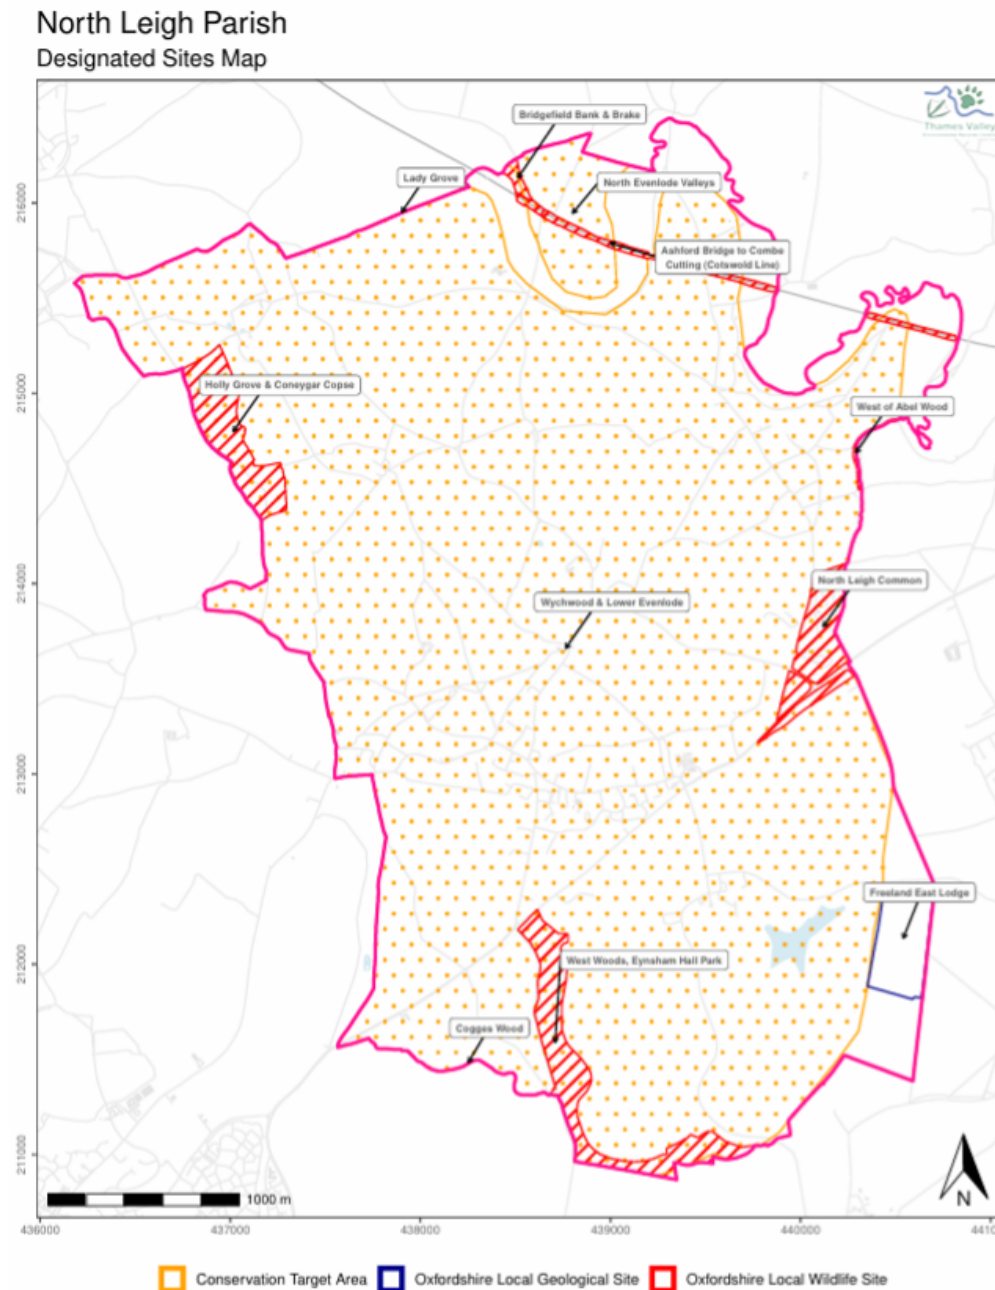 North Leigh Parish
Designated Sites Map
Thames Valley
Bridgefield Bank & Brake
Lady Grove
North Evenlode Valleys
Ashford Bridge to Combe
Cutting (Cotswold Line)
Holly Grove & Coneygar Copse
West of Abel Wood
North Leigh Common
Wychwood & Lower Evenlode
Freeland East Lodge
West Woods, Eynsham Hall Park
Cogges Wood
216000
215000
214000
213000
212000
211000
1000 m
N
436000
437000
438000
439000
440000
Conservation Target Area
Oxfordshire Local Geological Site
Oxfordshire Local Wildlife Site